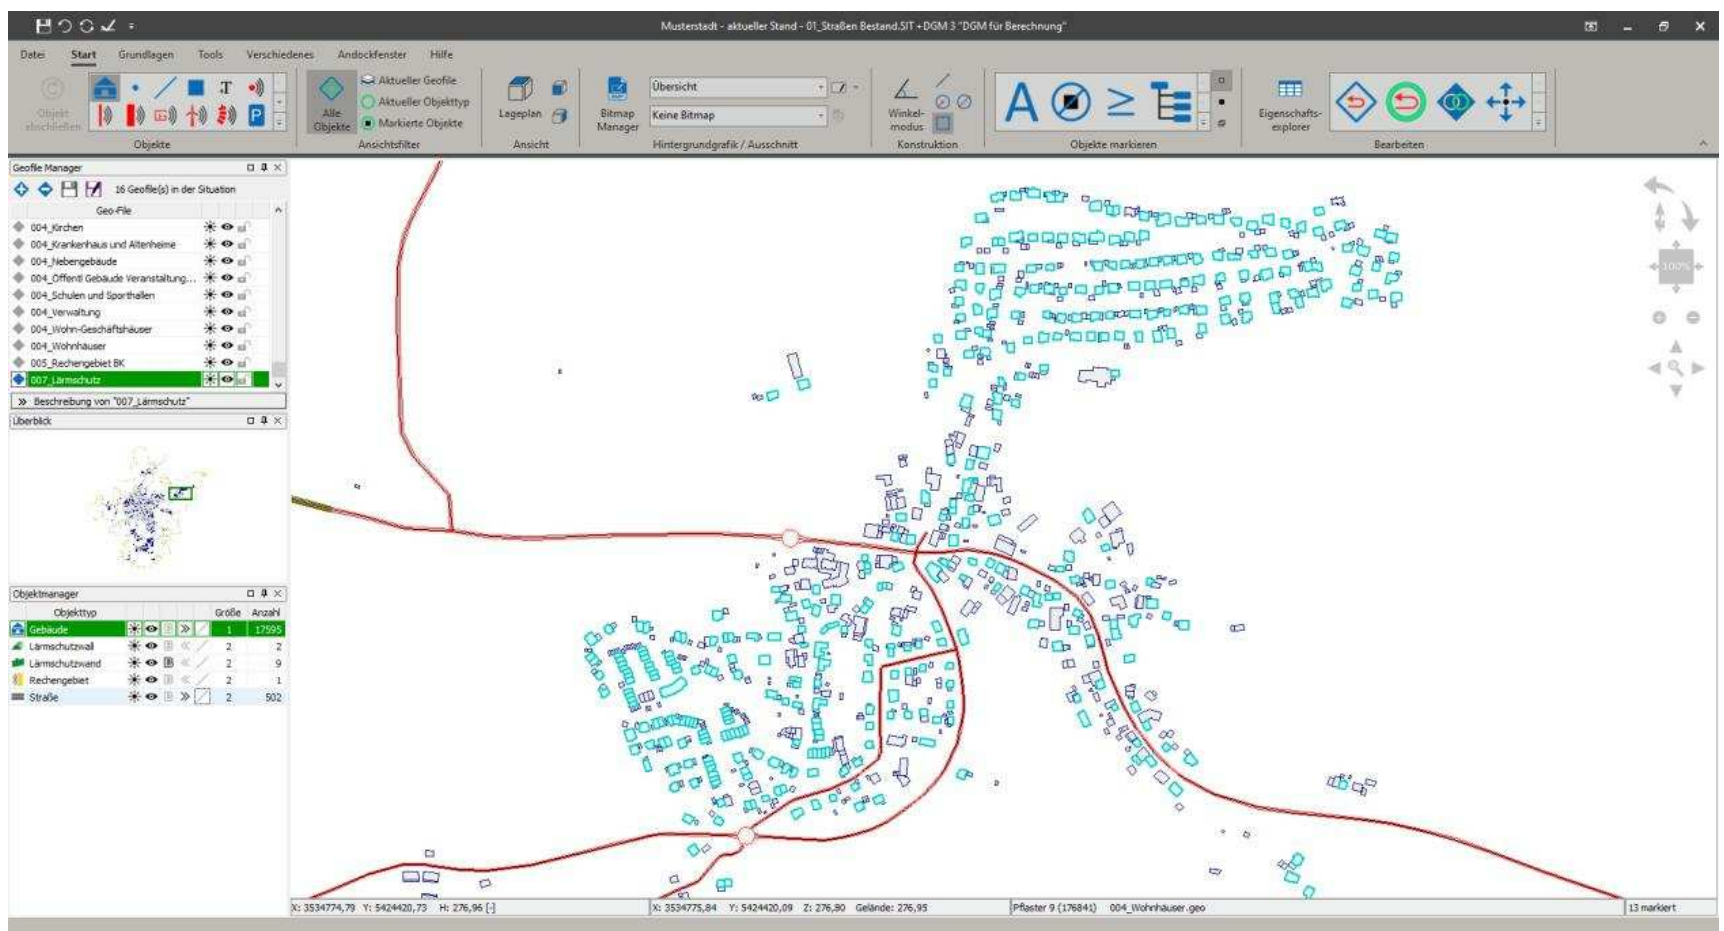 Musterstadt - aktueller Stand - 01_Straßen Bestand.SIT +DGM 3 "DGM für Berechnung"
Datei Start Grundlagen Tools Verschiedenes Andockfenster Hilfe
Objekt abschließen
T
P
Objekte
Alle Objekte
Aktueller Geofile
Aktueller Objekttyp
Markierte Objekte
Ansichtsfilter
Lageplan
Ansicht
Bitmap Manager
Übersicht
Keine Bitmap
Hintergrundgrafik / Ausschnitt
Winkel-modus
Konstruktion
A ≥
Objekte markieren
Eigenschafts-explorer
Bearbeiten
Geofile Manager
16 Geofile(s) in der Situation
Geo-File
004_Kirchen
004_Krankenhaus und Altenheime
004_Nebengebäude
004_Öffentl Gebäude Veranstaltung...
004_Schulen und Sporthallen
004_Verwaltung
004_Wohn-Geschäftshäuser
004_Wohnhäuser
005_Rechengebiet BK
007_Lärmschutz
» Beschreibung von "007_Lärmschutz"
Überblick
Objektmanager
Objekttyp Größe Anzahl
Gebäude 1 17595
Lärmschutzwall 2 2
Lärmschutzwand 2 9
Rechengebiet 2 1
Straße 2 502
100%
X: 3534774,79 Y: 5424420,73 H: 276,96 [-]
X: 3534775,84 Y: 5424420,09 Z: 276,80 Gelände: 276,95
Pflaster 9 (176841) 004_Wohnhäuser.geo
13 markiert